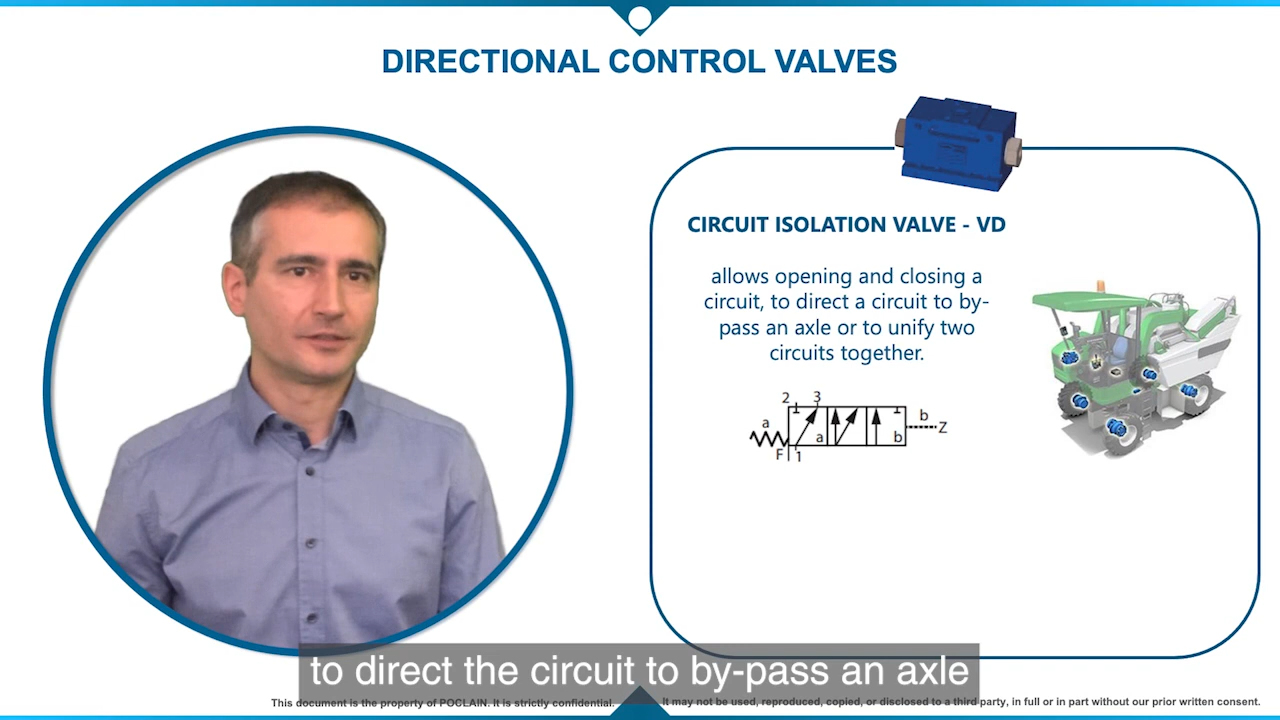 DIRECTIONAL CONTROL VALVES
CIRCUIT ISOLATION VALVE - VD
allows opening and closing a
circuit, to direct a circuit to by-
pass an axle or to unify two
circuits together.
2 3
a
a
b
b
Z
F 1
to direct the circuit to by-pass an axle
This document is the property of POCLAIN. It is strictly confidential.
It may not be used, reproduced, copied, or disclosed to a third party, in full or in part without our prior written consent.